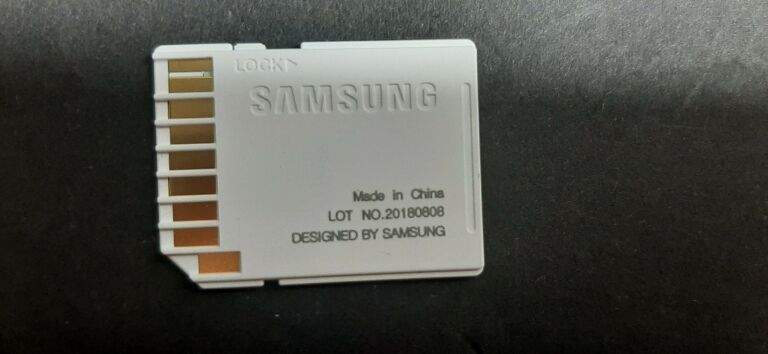 LOCK
SAMSUNG
Made in China
LOT NO.20180808
DESIGNED BY SAMSUNG